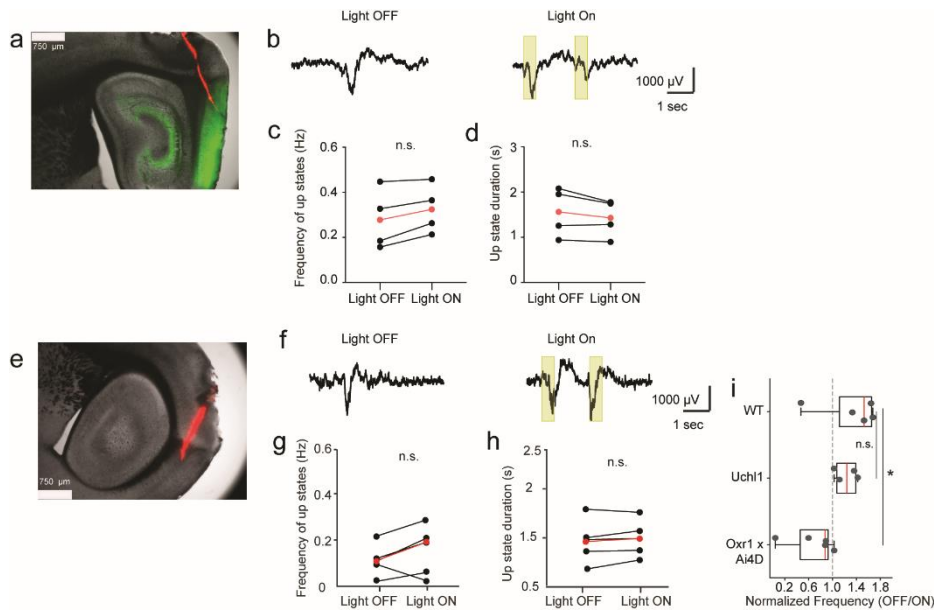 a
750 µm
b
Light OFF
Light On
1000 µV
1 sec
c
Frequency of up states (Hz)
0.6
0.4
0.2
0.0
n.s.
Light OFF Light ON
d
Up state duration (s)
3
2
1
0
n.s.
Light OFF Light ON
e
750 µm
f
Light OFF
Light On
1000 µV
1 sec
g
Frequency of up states (Hz)
0.6
0.4
0.2
0
n.s.
Light OFF Light ON
h
Up state duration (s)
2.5
2.5
1.5
0.5
n.s.
Light OFF Light ON
i
WT
Uchl1
Oxr1 x
Ai4D
n.s.
*
0.2 0.6 1.0 1.4 1.8
Normalized Frequency (OFF/ON)